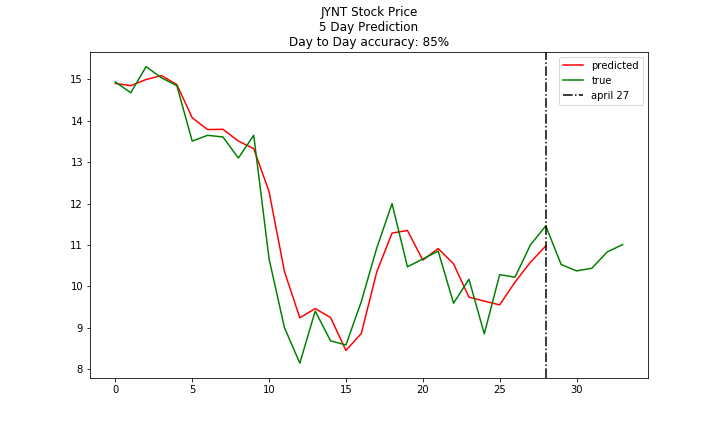 JYNT Stock Price
5 Day Prediction
Day to Day accuracy: 85%
predicted
true
april 27
15
14
13
12
11
10
9
8
0
5
10
15
20
25
30